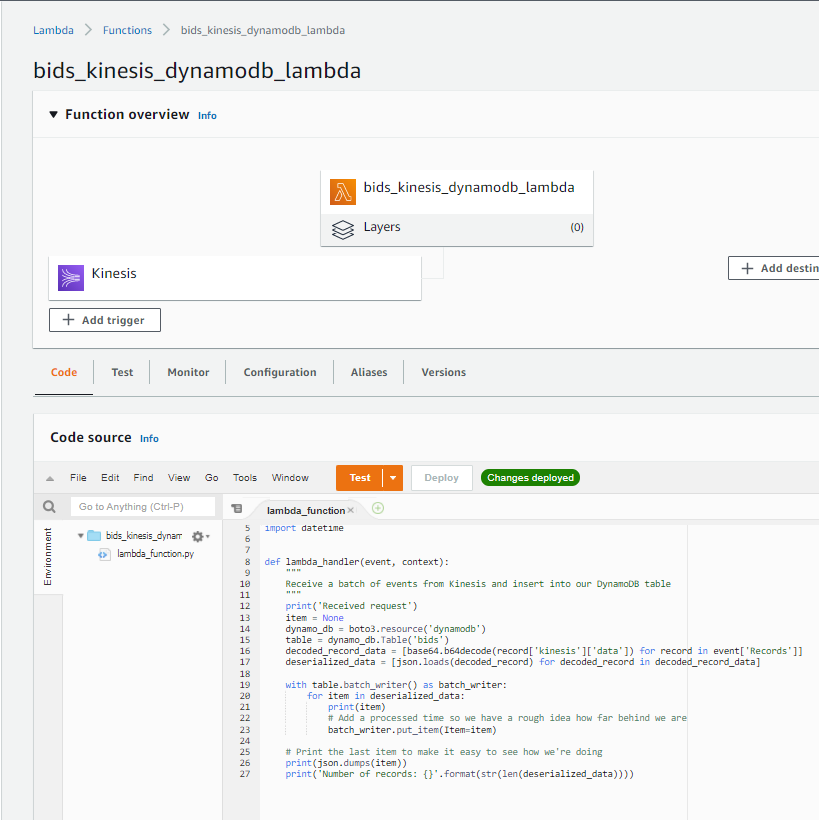 Lambda > Functions > bids_kinesis_dynamodb_lambda
bids_kinesis_dynamodb_lambda
Function overview Info
bids_kinesis_dynamodb_lambda
Layers (0)
Kinesis
+ Add destin
+ Add trigger
Code Test Monitor Configuration Aliases Versions
Code source Info
File Edit Find View Go Tools Window Test Deploy Changes deployed
Go to Anything (Ctrl-P) lambda_function
Environment
bids_kinesis_dynam
lambda_function.py
5 import datetime
6
7
8 def lambda_handler(event, context):
9     """
10     Receive a batch of events from Kinesis and insert into our DynamoDB table
11     """
12     print('Received request')
13     item = None
14     dynamo_db = boto3.resource('dynamodb')
15     table = dynamo_db.Table('bids')
16     decoded_record_data = [base64.b64decode(record['kinesis']['data']) for record in event['Records']]
17     deserialized_data = [json.loads(decoded_record) for decoded_record in decoded_record_data]
18
19     with table.batch_writer() as batch_writer:
20         for item in deserialized_data:
21             print(item)
22             # Add a processed time so we have a rough idea how far behind we are
23             batch_writer.put_item(Item=item)
24
25     # Print the last item to make it easy to see how we're doing
26     print(json.dumps(item))
27     print('Number of records: {}'.format(str(len(deserialized_data))))